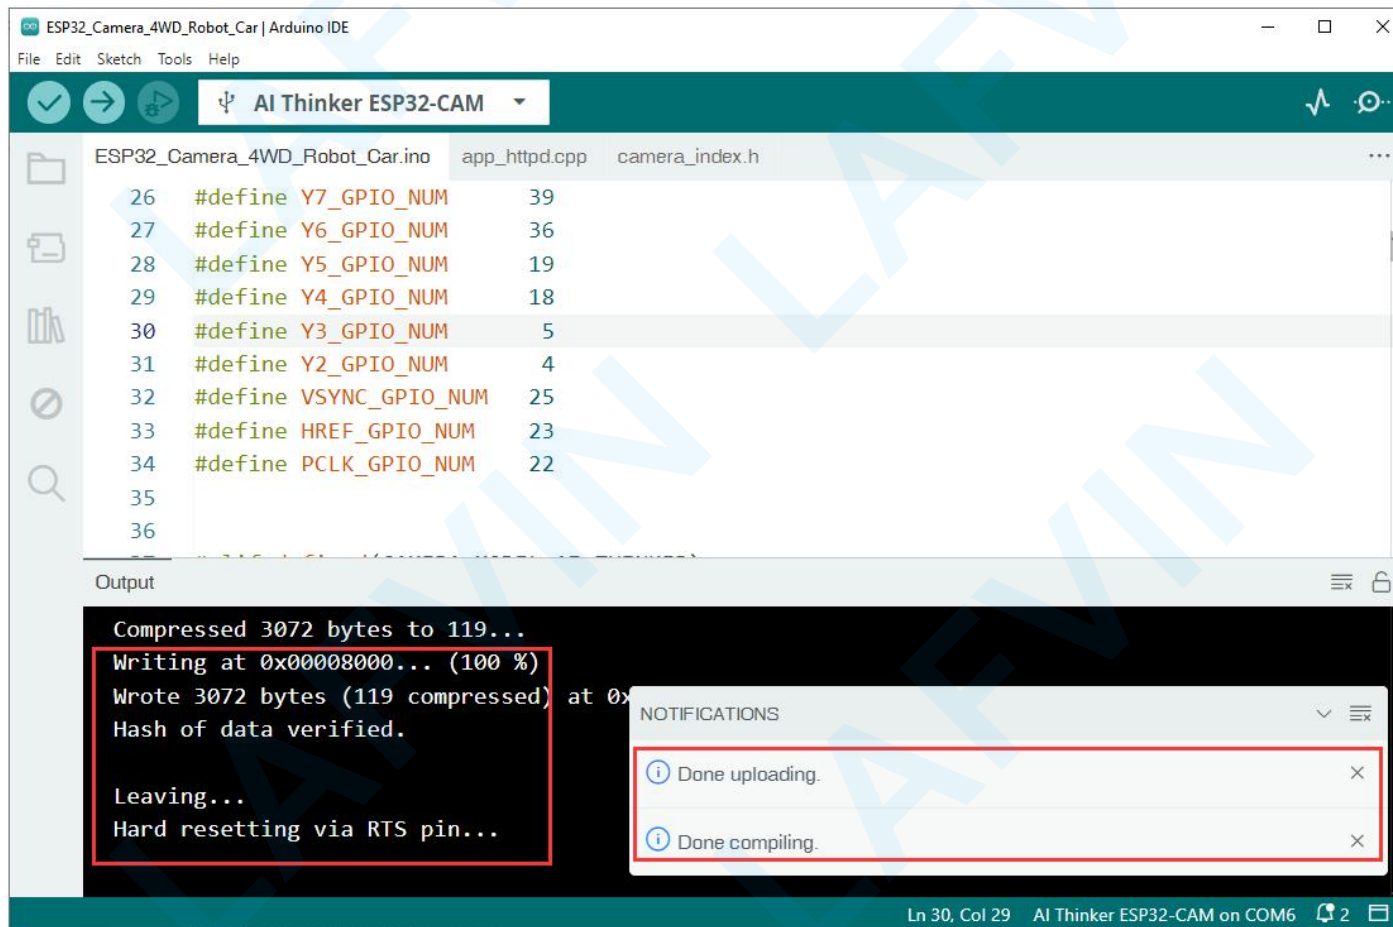 ESP32_Camera_4WD_Robot_Car | Arduino IDE
File Edit Sketch Tools Help
AI Thinker ESP32-CAM
ESP32_Camera_4WD_Robot_Car.ino app_httpd.cpp camera_index.h
26 #define Y7_GPIO_NUM 39
27 #define Y6_GPIO_NUM 36
28 #define Y5_GPIO_NUM 19
29 #define Y4_GPIO_NUM 18
30 #define Y3_GPIO_NUM 5
31 #define Y2_GPIO_NUM 4
32 #define VSYNC_GPIO_NUM 25
33 #define HREF_GPIO_NUM 23
34 #define PCLK_GPIO_NUM 22
35
36
Output
Compressed 3072 bytes to 119...
Writing at 0x00008000... (100 %)
Wrote 3072 bytes (119 compressed) at 0x
Hash of data verified.
Leaving...
Hard resetting via RTS pin...
NOTIFICATIONS
Done uploading.
Done compiling.
Ln 30, Col 29 AI Thinker ESP32-CAM on COM6 2
LAFVIN
LAFVIN
LAFVIN